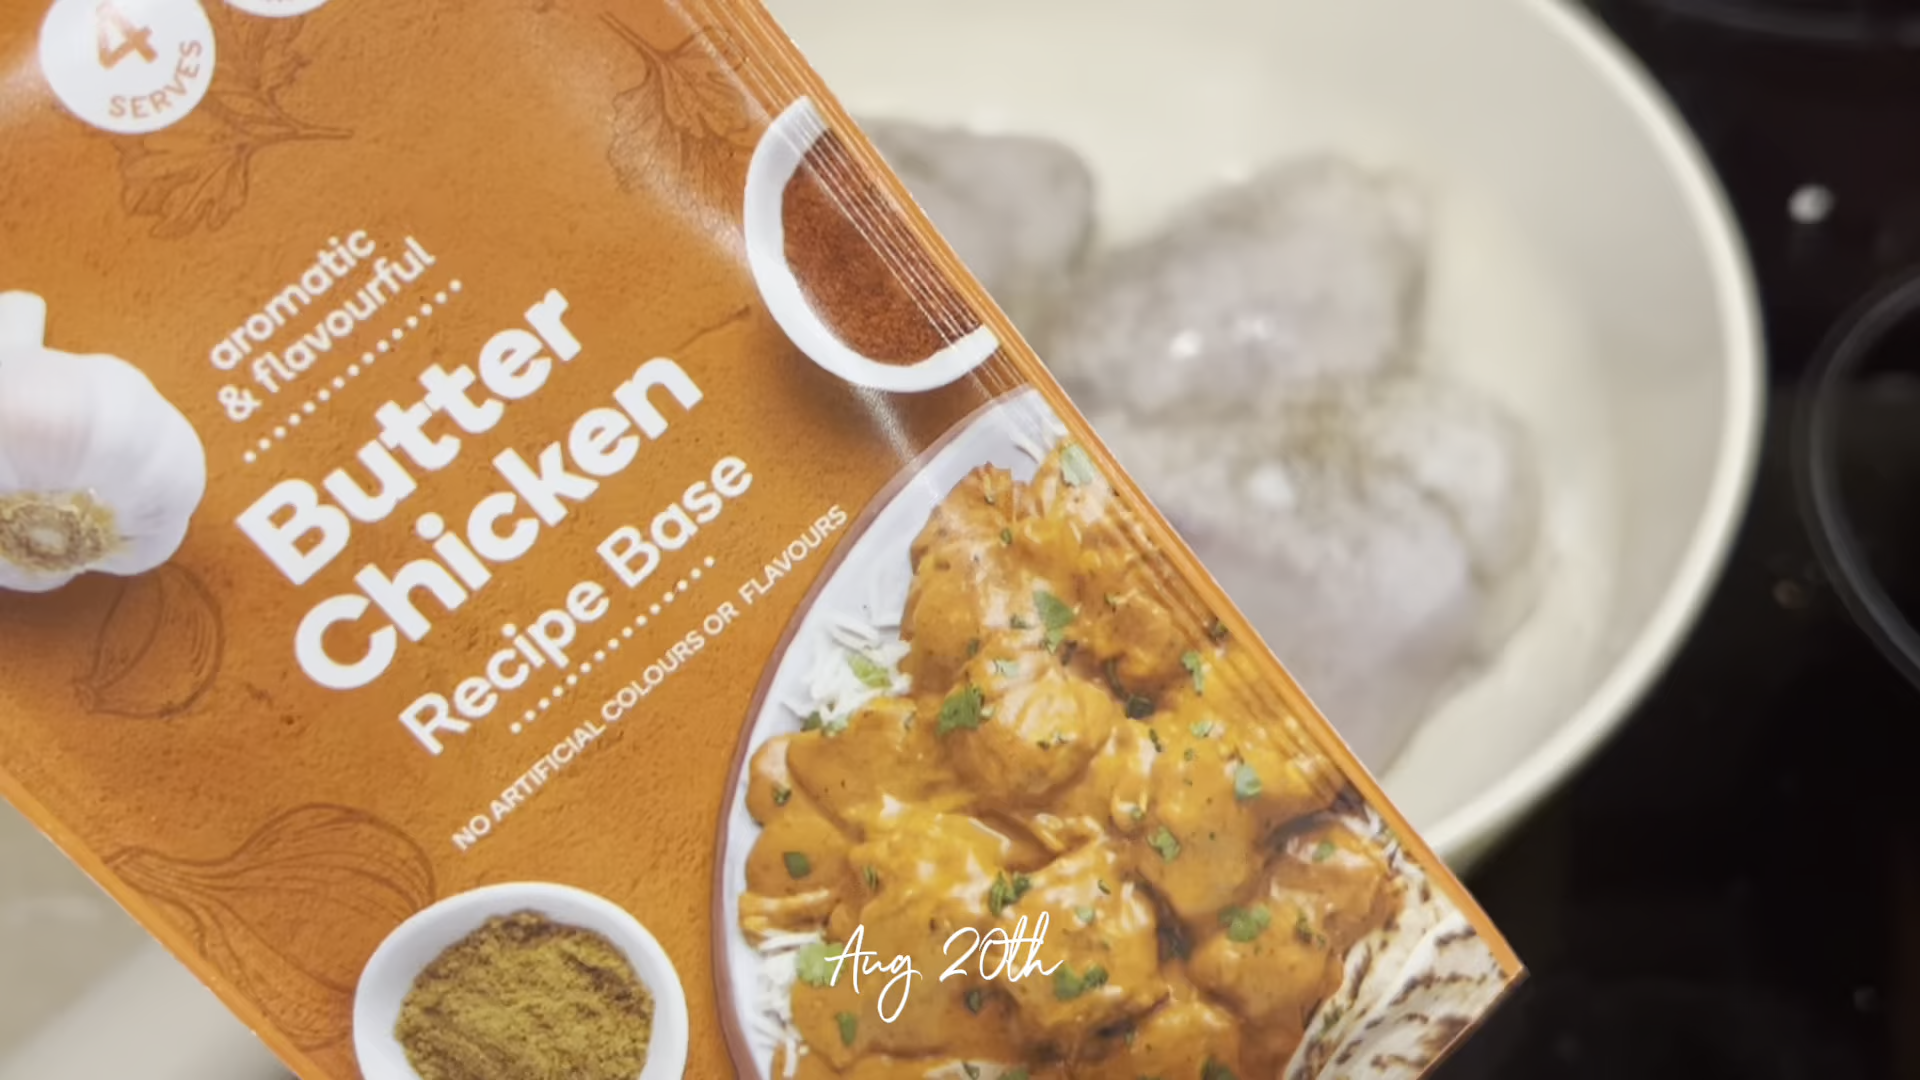 4
SERVES
aromatic
& flavourful
Butter
Chicken
Recipe Base
NO ARTIFICIAL COLOURS OR FLAVOURS
Aug 20th